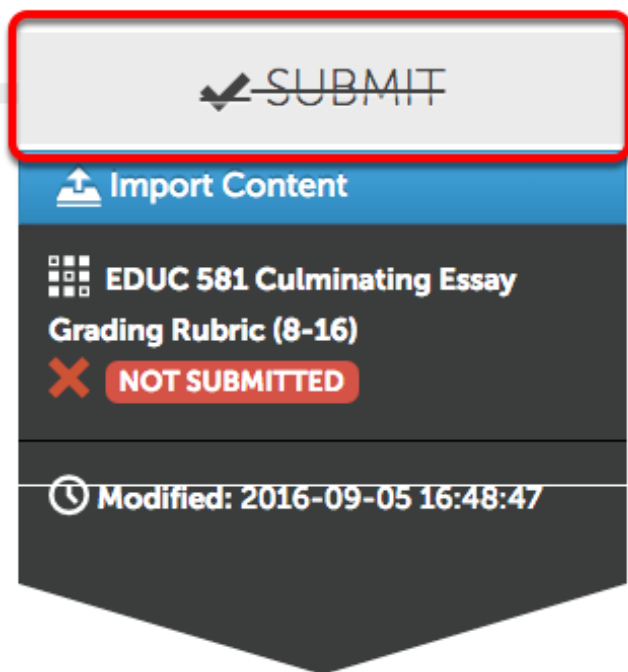 SUBMIT
Import Content
EDUC 581 Culminating Essay
Grading Rubric (8-16)
NOT SUBMITTED
Modified: 2016-09-05 16:48:47